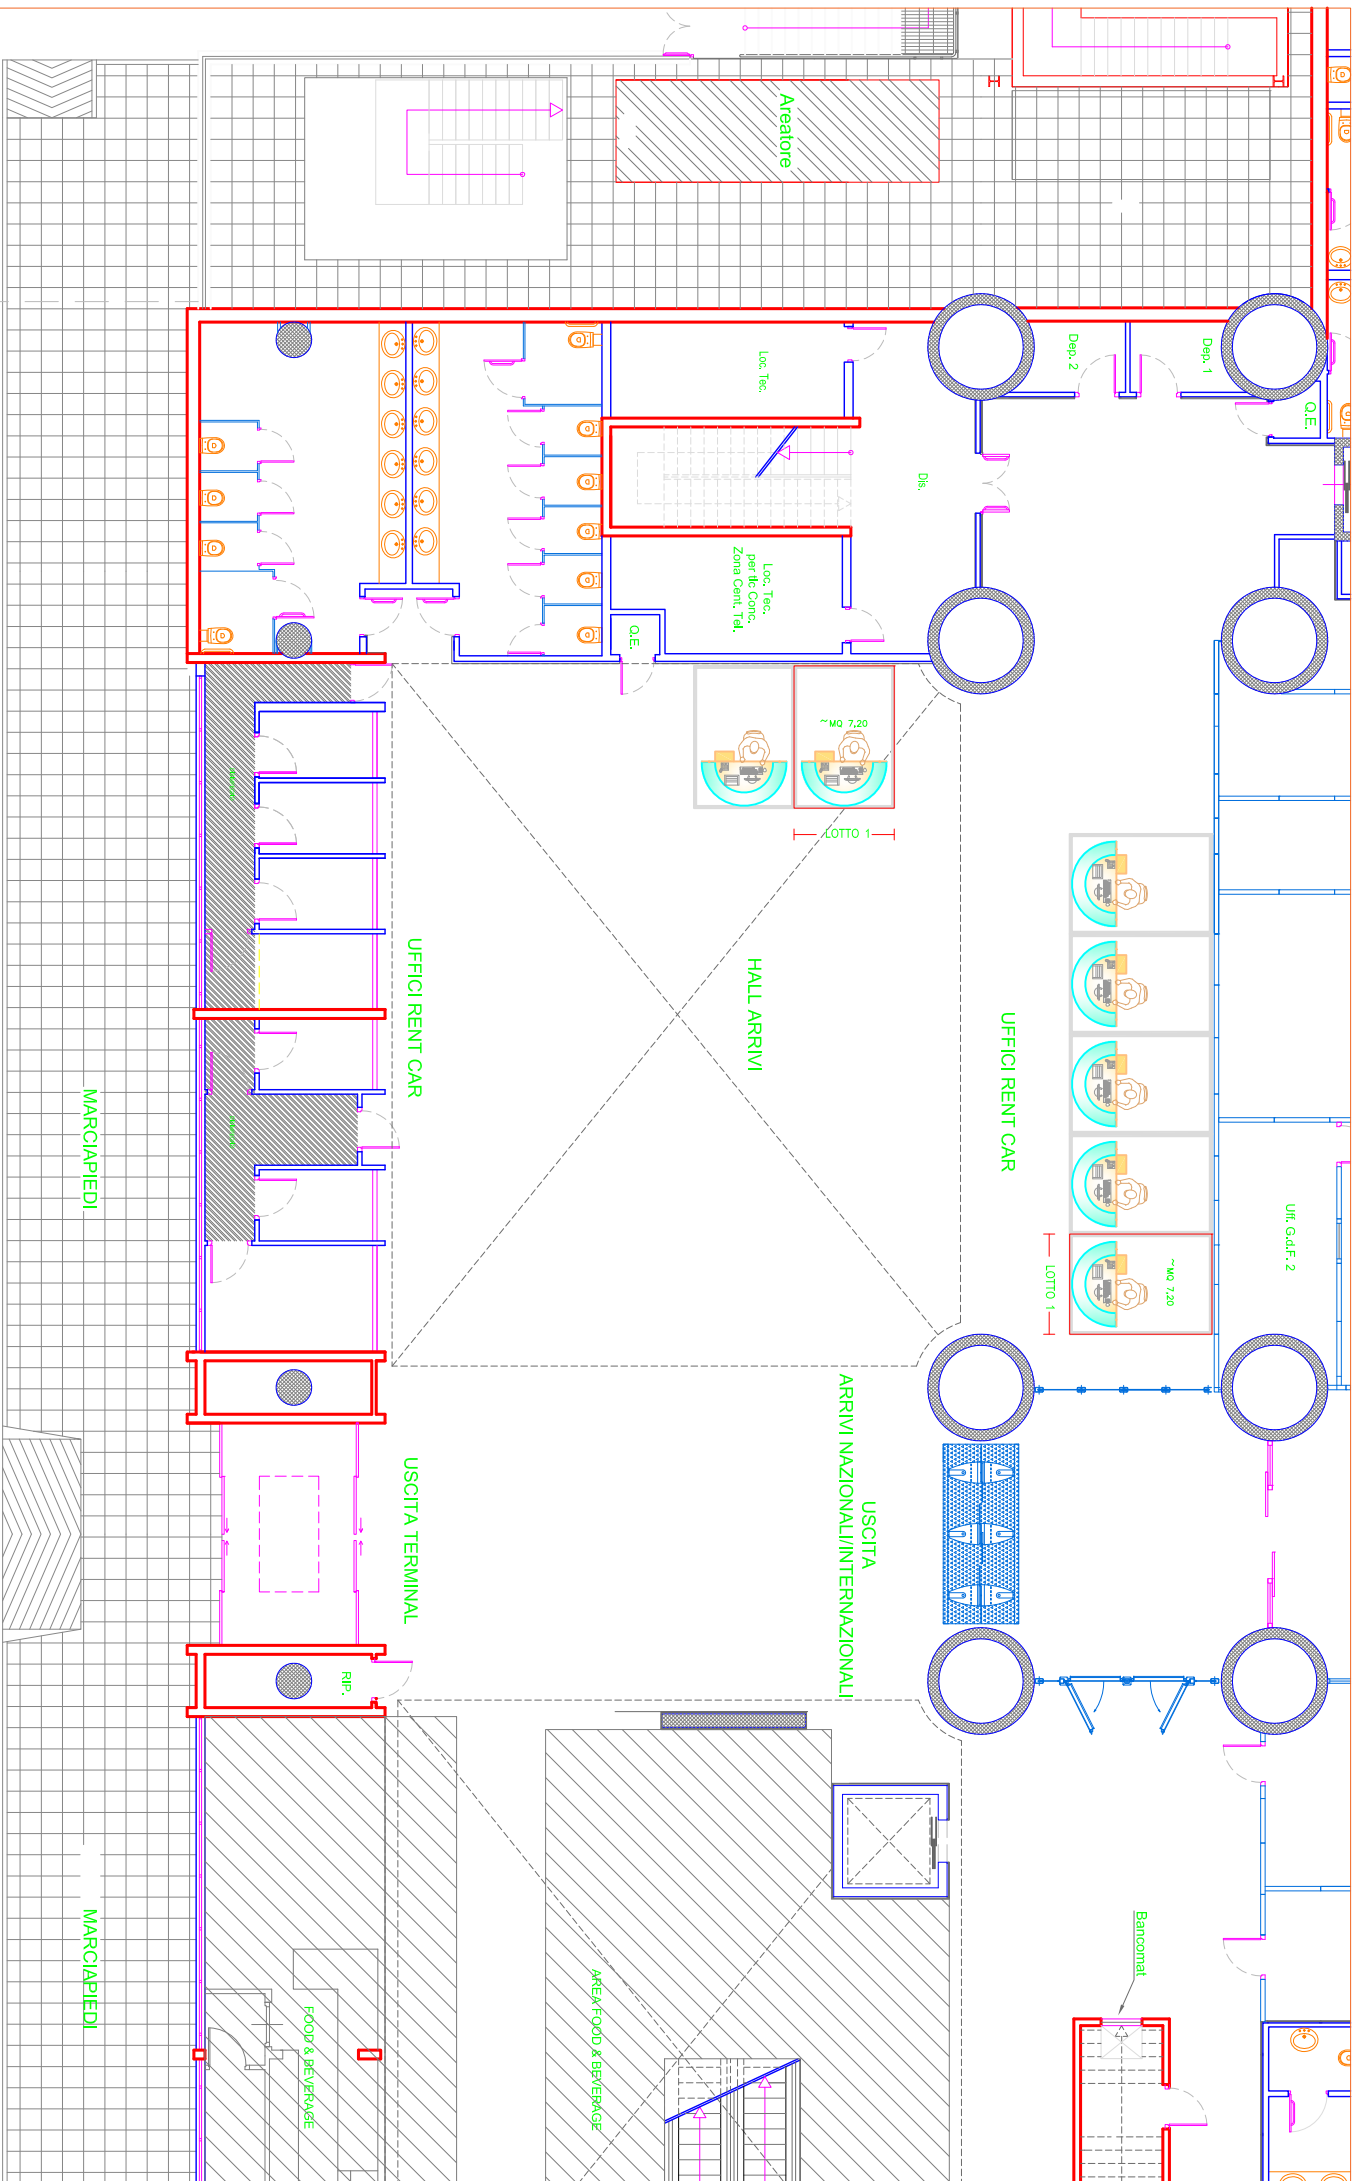 Areatore
Dep. 2
Dep. 1
Q.E.
Loc. Tec.
Dis.
Loc. Tec.
per tlc Conc.
Zona Cent. Tel.
Q.E.
~MQ 7,20
LOTTO 1
UFFICI RENT CAR
HALL ARRIVI
UFFICI RENT CAR
MARCIAPIEDI
Uff. G.d.F. 2
~MQ 7,20
LOTTO 1
USCITA TERMINAL
USCITA
ARRIVI NAZIONALI/INTERNAZIONALI
RIP.
Bancomat
MARCIAPIEDI
FOOD & BEVERAGE
AREA FOOD & BEVERAGE